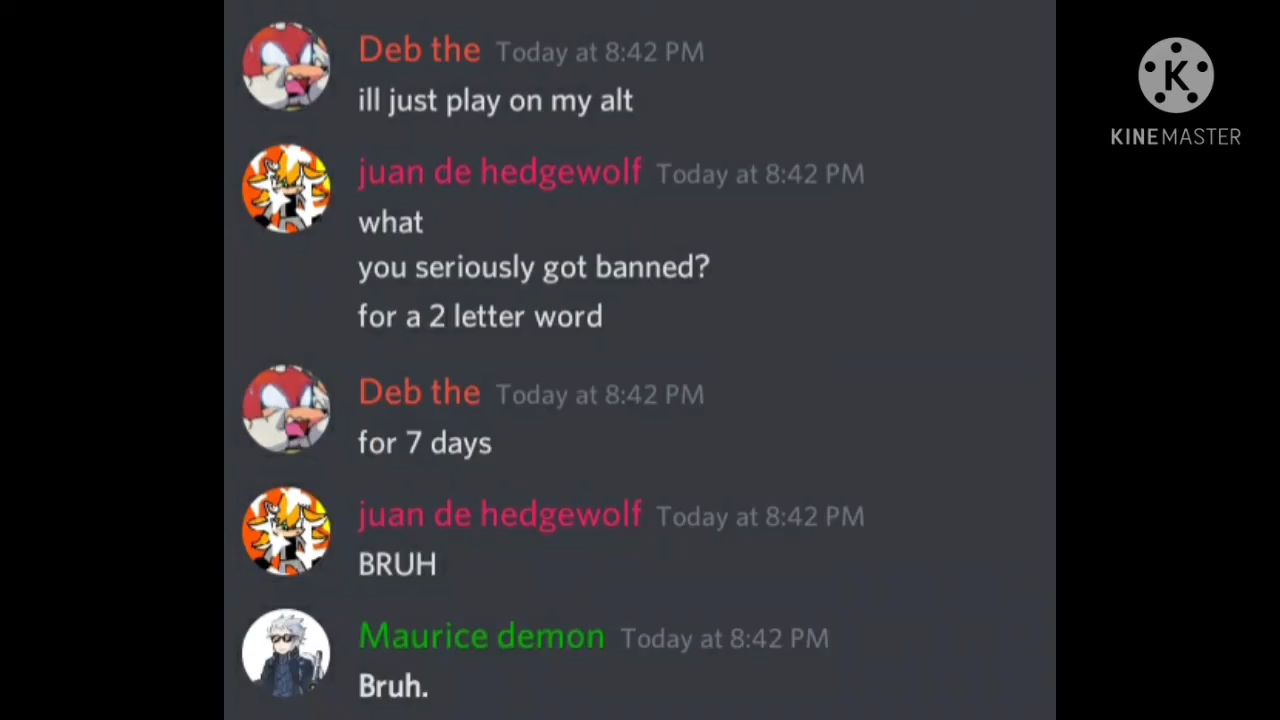 Deb the Today at 8:42 PM
ill just play on my alt
juan de hedgewolf Today at 8:42 PM
what
you seriously got banned?
for a 2 letter word
Deb the Today at 8:42 PM
for 7 days
juan de hedgewolf Today at 8:42 PM
BRUH
Maurice demon Today at 8:42 PM
Bruh.
K
KINEMASTER